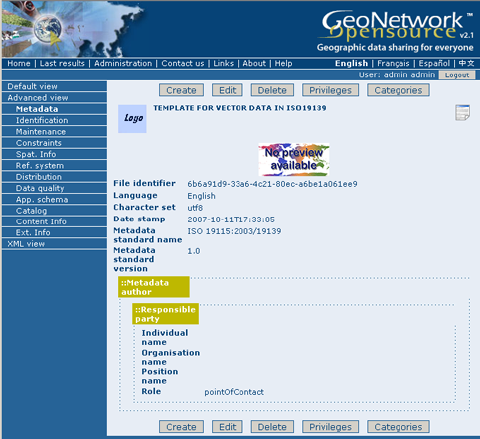 GeoNetwork™
Opensource v2.1
Geographic data sharing for everyone
Home | Last results | Administration | Contact us | Links | About | Help
English | Français | Español | 中文
User: admin admin Logout
Default view
Advanced view
Metadata
Identification
Maintenance
Constraints
Spat. Info
Ref. system
Distribution
Data quality
App. schema
Catalog
Content Info
Ext. Info
XML view
Create Edit Delete Privileges Categories
Logo
TEMPLATE FOR VECTOR DATA IN ISO19139
No preview
available
File identifier 6b6a91d9-33a6-4c21-80ec-a6be1a061ee9
Language English
Character set utf8
Date stamp 2007-10-11T17:33:05
Metadata ISO 19115:2003/19139
standard name
Metadata 1.0
standard
version
::Metadata
author
::Responsible
party
Individual
name
Organisation
name
Position
name
Role pointOfContact
Create Edit Delete Privileges Categories